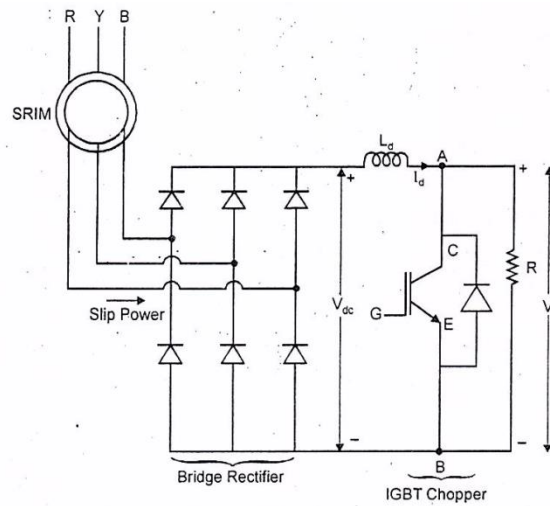 R Y B
SRIM
L_d
A
+
+
I_d
C
R
V_dc
V
G
E
Slip Power
−
−
B
Bridge Rectifier
IGBT Chopper